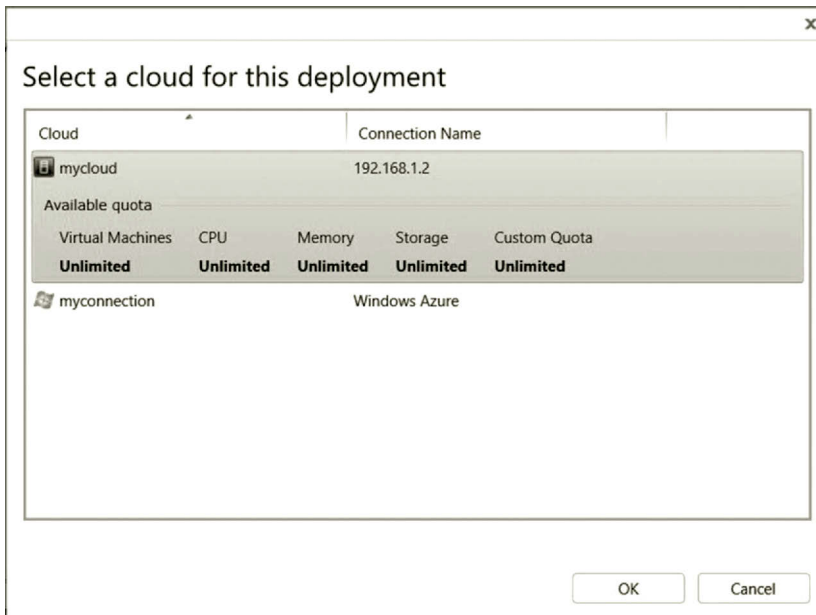 x
Select a cloud for this deployment
Cloud Connection Name
mycloud 192.168.1.2
Available quota
Virtual Machines CPU Memory Storage Custom Quota
Unlimited Unlimited Unlimited Unlimited Unlimited
myconnection Windows Azure
OK Cancel